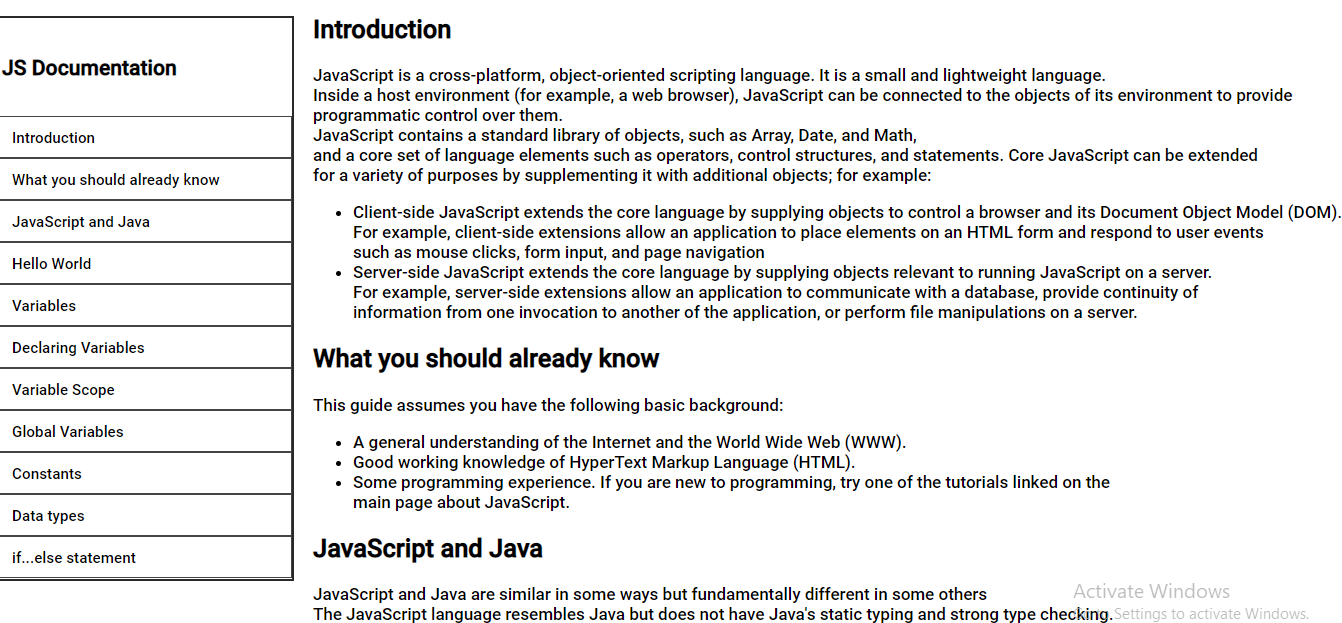 JS Documentation
Introduction
What you should already know
JavaScript and Java
Hello World
Variables
Declaring Variables
Variable Scope
Global Variables
Constants
Data types
if...else statement
Introduction
JavaScript is a cross-platform, object-oriented scripting language. It is a small and lightweight language.
Inside a host environment (for example, a web browser), JavaScript can be connected to the objects of its environment to provide
programmatic control over them.
JavaScript contains a standard library of objects, such as Array, Date, and Math,
and a core set of language elements such as operators, control structures, and statements. Core JavaScript can be extended
for a variety of purposes by supplementing it with additional objects; for example:
• Client-side JavaScript extends the core language by supplying objects to control a browser and its Document Object Model (DOM).
For example, client-side extensions allow an application to place elements on an HTML form and respond to user events
such as mouse clicks, form input, and page navigation
• Server-side JavaScript extends the core language by supplying objects relevant to running JavaScript on a server.
For example, server-side extensions allow an application to communicate with a database, provide continuity of
information from one invocation to another of the application, or perform file manipulations on a server.
What you should already know
This guide assumes you have the following basic background:
• A general understanding of the Internet and the World Wide Web (WWW).
• Good working knowledge of HyperText Markup Language (HTML).
• Some programming experience. If you are new to programming, try one of the tutorials linked on the
main page about JavaScript.
JavaScript and Java
JavaScript and Java are similar in some ways but fundamentally different in some others
The JavaScript language resembles Java but does not have Java's static typing and strong type checking.
Activate Windows
Settings to activate Windows.